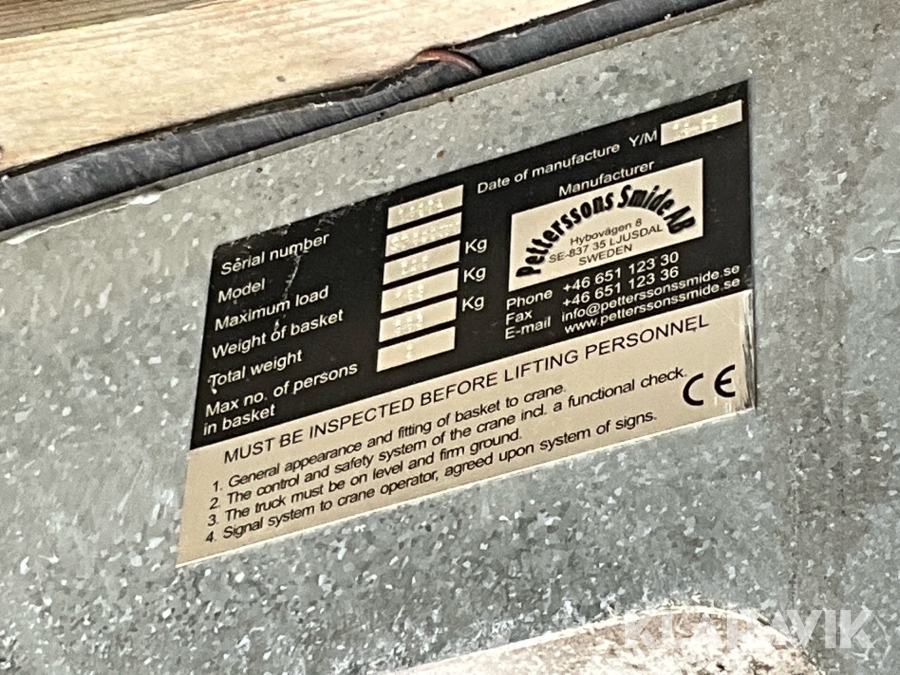 Serial number
Model
Maximum load Kg
Weight of basket Kg
Total weight Kg
Max no. of persons
in basket
Date of manufacture Y/M
Manufacturer
Petterssons Smide AB
Hybovägen 8
SE-837 35 LJUSDAL
SWEDEN
Phone +46 651 123 30
Fax +46 651 123 36
E-mail info@petterssonssmide.se
www.petterssonssmide.se
MUST BE INSPECTED BEFORE LIFTING PERSONNEL
1. General appearance and fitting of basket to crane.
2. The control and safety system of the crane incl. a functional check.
3. The truck must be on level and firm ground.
4. Signal system to crane operator, agreed upon system of signs.
CE
KLARAVIK